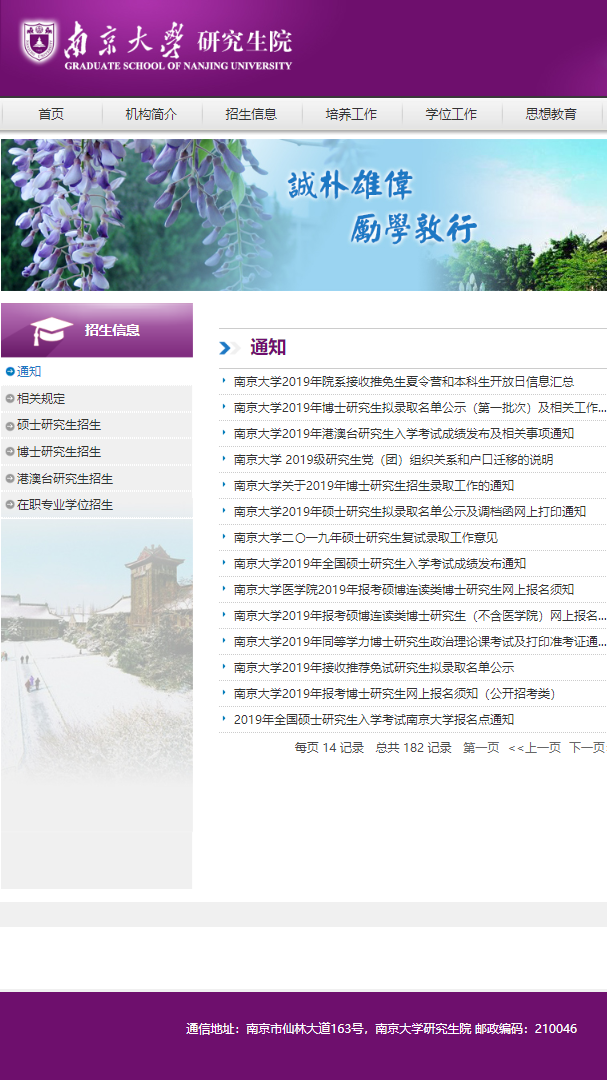 南京大学 研究生院
GRADUATE SCHOOL OF NANJING UNIVERSITY
首页 机构简介 招生信息 培养工作 学位工作 思想教育
誠朴雄偉
勵學敦行
招生信息
通知
相关规定
硕士研究生招生
博士研究生招生
港澳台研究生招生
在职专业学位招生
通知
南京大学2019年院系接收推免生夏令营和本科生开放日信息汇总
南京大学2019年博士研究生拟录取名单公示（第一批次）及相关工作...
南京大学2019年港澳台研究生入学考试成绩发布及相关事项通知
南京大学 2019级研究生党（团）组织关系和户口迁移的说明
南京大学关于2019年博士研究生招生录取工作的通知
南京大学2019年硕士研究生拟录取名单公示及调档函网上打印通知
南京大学二〇一九年硕士研究生复试录取工作意见
南京大学2019年全国硕士研究生入学考试成绩发布通知
南京大学医学院2019年报考硕博连读类博士研究生网上报名须知
南京大学2019年报考硕博连读类博士研究生（不含医学院）网上报名...
南京大学2019年同等学力博士研究生政治理论课考试及打印准考证通...
南京大学2019年接收推荐免试研究生拟录取名单公示
南京大学2019年报考博士研究生网上报名须知（公开招考类）
2019年全国硕士研究生入学考试南京大学报名点通知
每页 14 记录 总共 182 记录 第一页 <<上一页 下一页
通信地址：南京市仙林大道163号，南京大学研究生院 邮政编码：210046